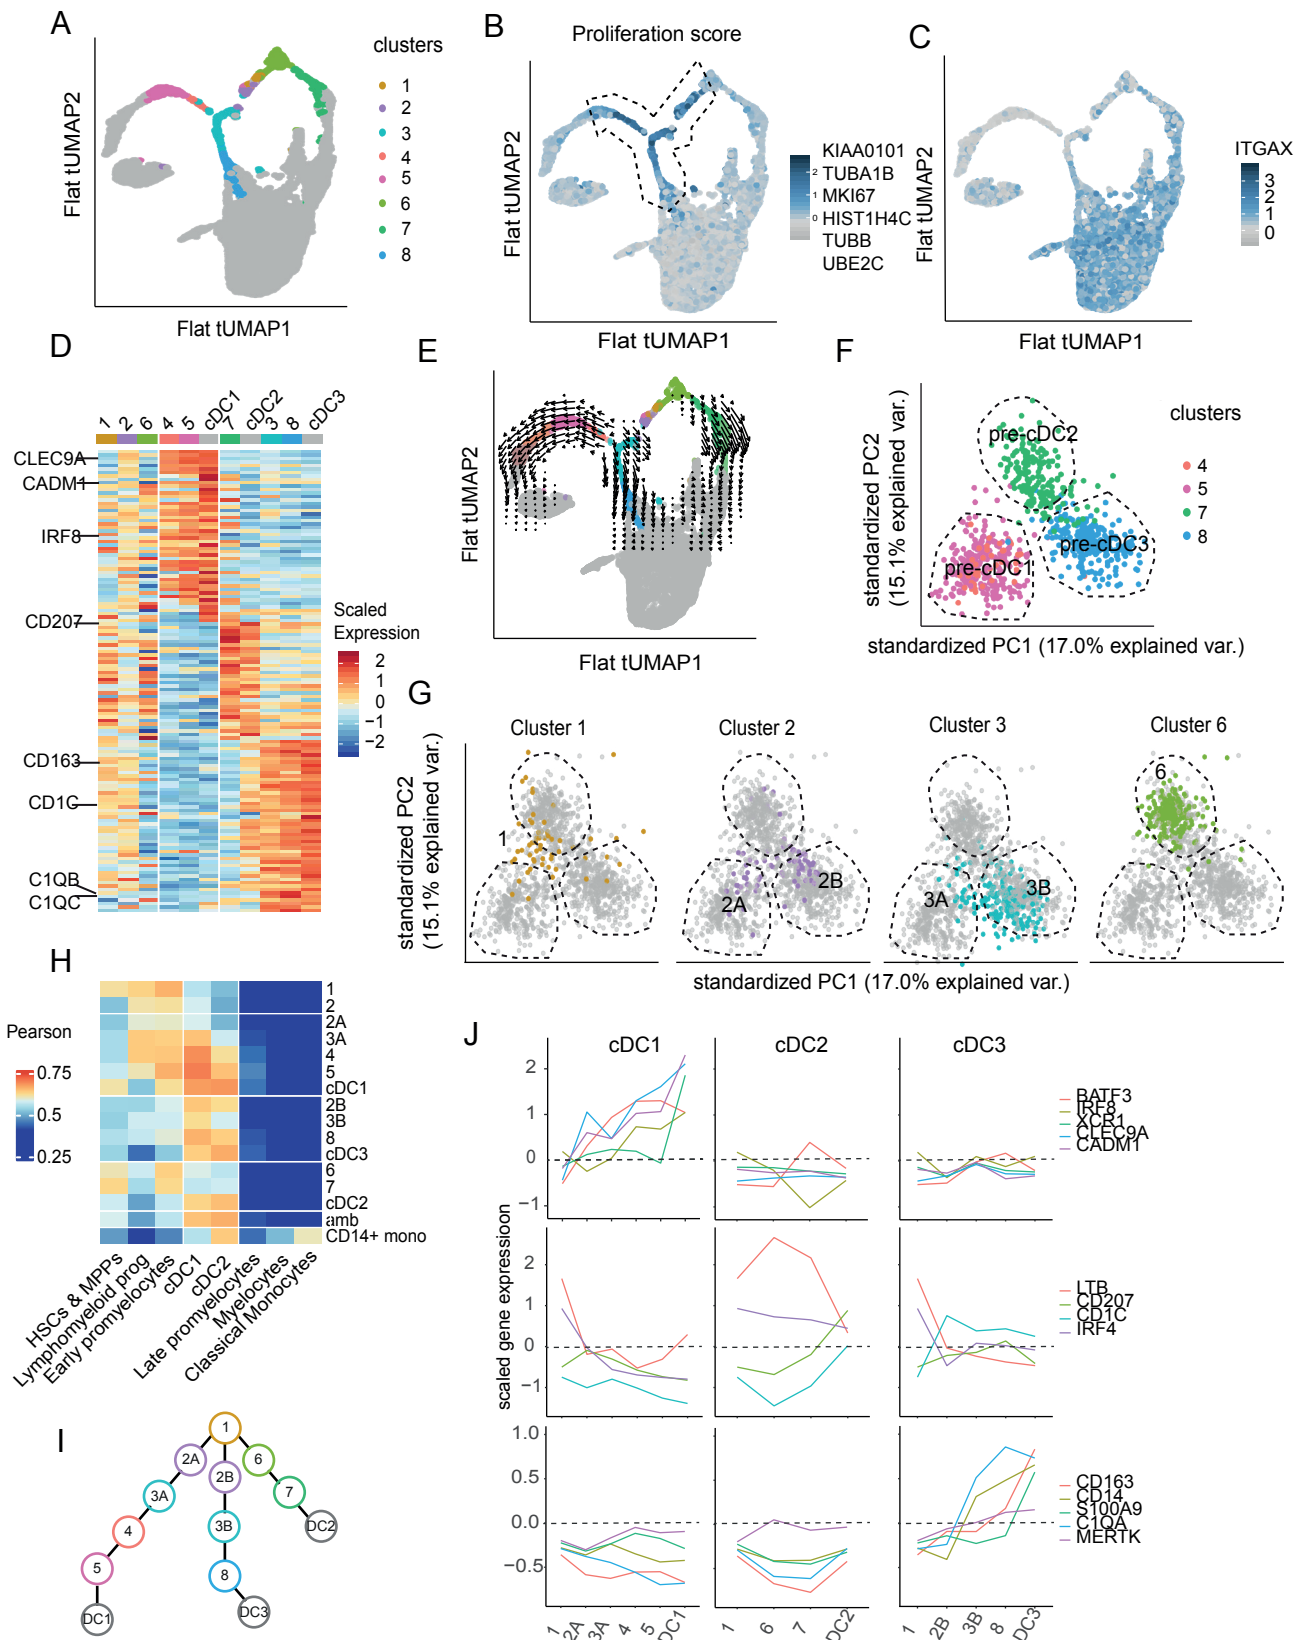 A
clusters
1
2
3
4
5
6
7
8
Flat tUMAP2
Flat tUMAP1
B
Proliferation score
Flat tUMAP2
Flat tUMAP1
2
1
0
KIAA0101
TUBA1B
MKI67
HIST1H4C
TUBB
UBE2C
C
Flat tUMAP2
Flat tUMAP1
ITGAX
3
2
1
0
D
1
2
6
4
5
cDC1
7
cDC2
3
8
cDC3
CLEC9A
CADM1
IRF8
CD207
CD163
CD1C
C1QB
C1QC
Scaled
Expression
2
1
0
−1
−2
E
Flat tUMAP2
Flat tUMAP1
F
standardized PC2
(15.1% explained var.)
pre-cDC2
pre-cDC3
pre-cDC
standardized PC1 (17.0% explained var.)
clusters
4
5
7
8
G
standardized PC2
(15.1% explained var.)
Cluster 1
Cluster 2
Cluster 3
Cluster 6
1
2A
2B
3A
3B
6
standardized PC1 (17.0% explained var.)
H
Pearson
0.75
0.5
0.25
1
2
2A
3A
4
5
cDC1
2B
3B
8
cDC3
6
7
cDC2
amb
CD14+ mono
HSCs & MPPs
Lymphomyeloid prog
Early promyelocytes
cDC1
cDC2
Late promyelocytes
Myelocytes
Classical Monocytes
I
1
2A
2B
6
3A
3B
7
4
8
DC2
5
DC1
DC3
J
cDC1
cDC2
cDC3
scaled gene expressioon
2
1
0
−1
BATF3
IRF8
XCR1
CLEC9A
CADM1
2
1
0
−1
LTB
CD207
CD1C
IRF4
1.0
0.5
0.0
−0.5
CD163
CD14
S100A9
C1QA
MERTK
1
2A
3A
4
5
DC1
1
6
7
DC2
1
2B
3B
8
DC3